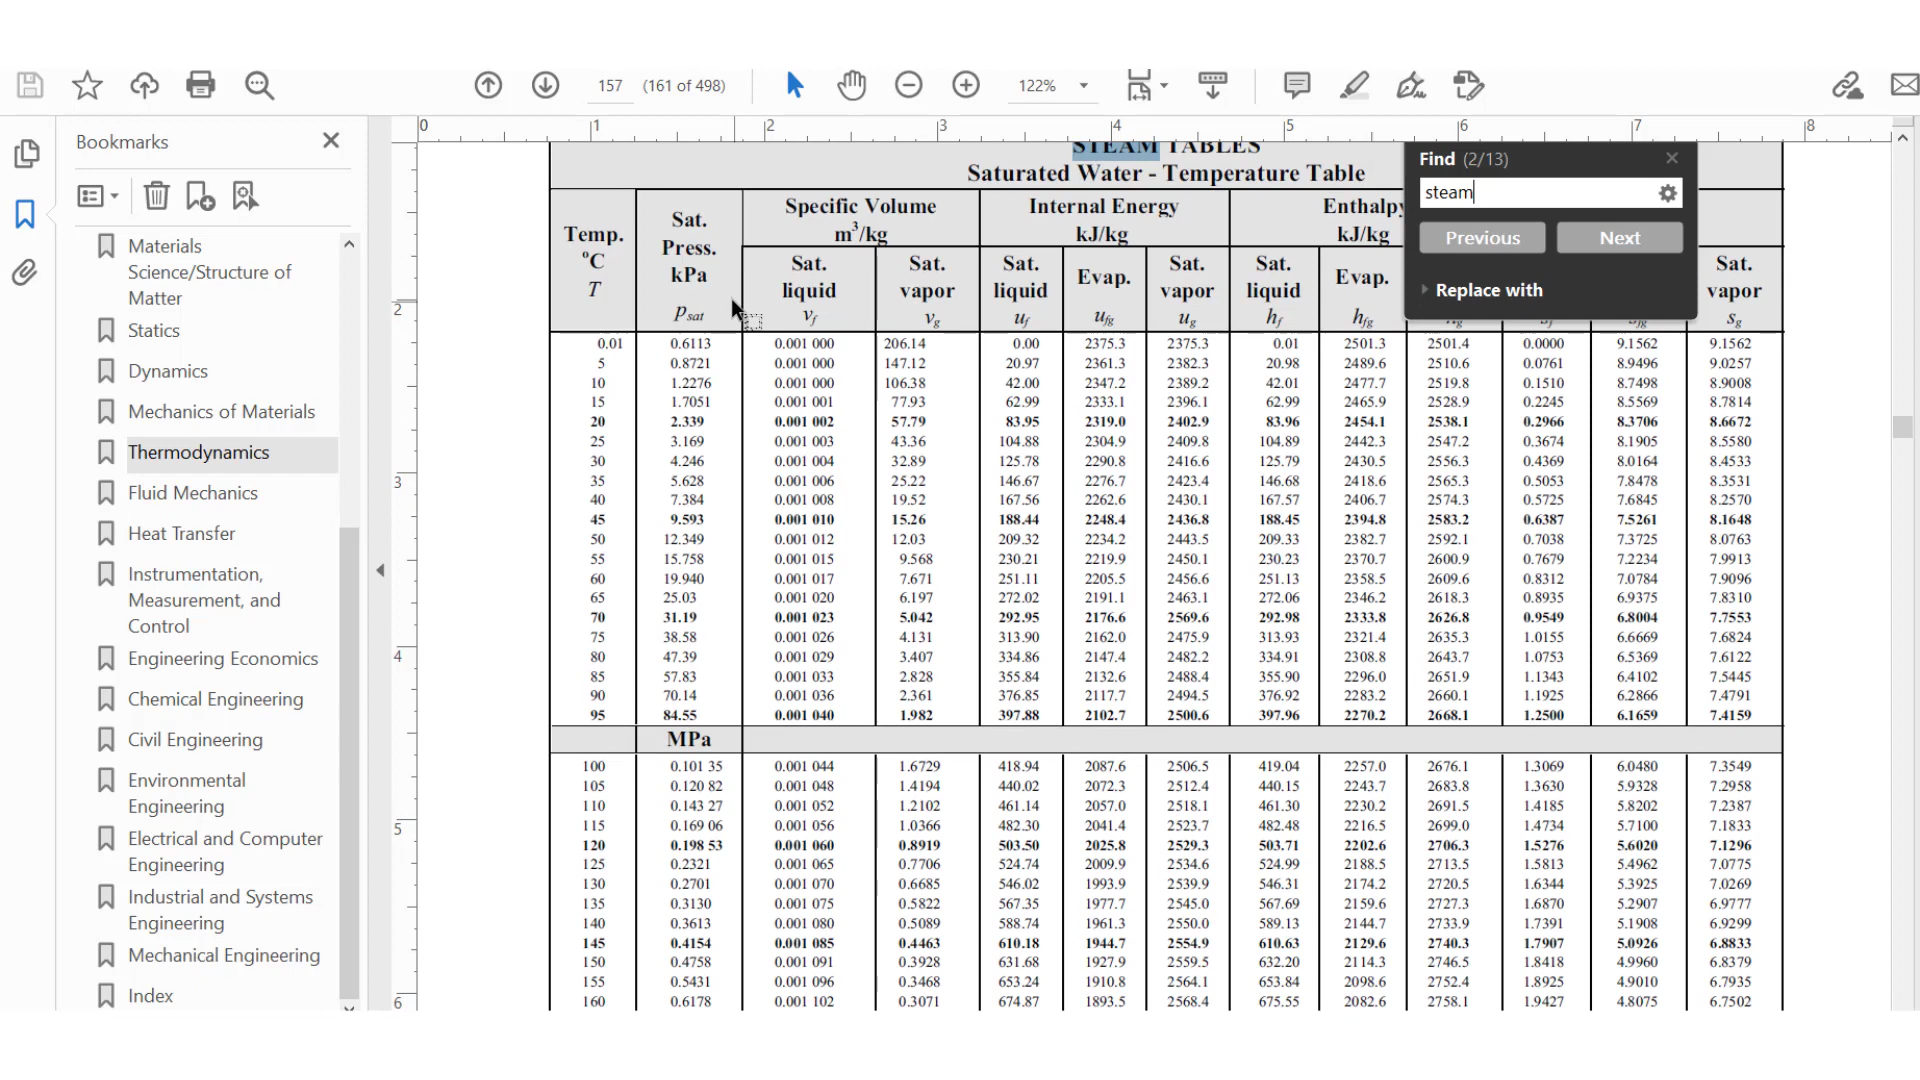 157 (161 of 498) 122%
Bookmarks
Materials
Science/Structure of
Matter
Statics
Dynamics
Mechanics of Materials
Thermodynamics
Fluid Mechanics
Heat Transfer
Instrumentation,
Measurement, and
Control
Engineering Economics
Chemical Engineering
Civil Engineering
Environmental
Engineering
Electrical and Computer
Engineering
Industrial and Systems
Engineering
Mechanical Engineering
Index
0 1 2 3 4 5 6 7 8
2
3
4
5
6
Find (2/13)
steam
Previous Next
Replace with
STEAM TABLES
Saturated Water - Temperature Table
Temp.
°C
T
Sat.
Press.
kPa
p sat
Specific Volume
m³/kg
Internal Energy
kJ/kg
Enthalpy
kJ/kg
Sat.
liquid
v f
Sat.
vapor
v g
Sat.
liquid
u f
Evap.
u fg
Sat.
vapor
u g
Sat.
liquid
h f
Evap.
h fg
Sat.
vapor
s g
0.01 0.6113 0.001 000 206.14 0.00 2375.3 2375.3 0.01 2501.3 2501.4 0.0000 9.1562 9.1562
5 0.8721 0.001 000 147.12 20.97 2361.3 2382.3 20.98 2489.6 2510.6 0.0761 8.9496 9.0257
10 1.2276 0.001 000 106.38 42.00 2347.2 2389.2 42.01 2477.7 2519.8 0.1510 8.7498 8.9008
15 1.7051 0.001 001 77.93 62.99 2333.1 2396.1 62.99 2465.9 2528.9 0.2245 8.5569 8.7814
20 2.339 0.001 002 57.79 83.95 2319.0 2402.9 83.96 2454.1 2538.1 0.2966 8.3706 8.6672
25 3.169 0.001 003 43.36 104.88 2304.9 2409.8 104.89 2442.3 2547.2 0.3674 8.1905 8.5580
30 4.246 0.001 004 32.89 125.78 2290.8 2416.6 125.79 2430.5 2556.3 0.4369 8.0164 8.4533
35 5.628 0.001 006 25.22 146.67 2276.7 2423.4 146.68 2418.6 2565.3 0.5053 7.8478 8.3531
40 7.384 0.001 008 19.52 167.56 2262.6 2430.1 167.57 2406.7 2574.3 0.5725 7.6845 8.2570
45 9.593 0.001 010 15.26 188.44 2248.4 2436.8 188.45 2394.8 2583.2 0.6387 7.5261 8.1648
50 12.349 0.001 012 12.03 209.32 2234.2 2443.5 209.33 2382.7 2592.1 0.7038 7.3725 8.0763
55 15.758 0.001 015 9.568 230.21 2219.9 2450.1 230.23 2370.7 2600.9 0.7679 7.2234 7.9913
60 19.940 0.001 017 7.671 251.11 2205.5 2456.6 251.13 2358.5 2609.6 0.8312 7.0784 7.9096
65 25.03 0.001 020 6.197 272.02 2191.1 2463.1 272.06 2346.2 2618.3 0.8935 6.9375 7.8310
70 31.19 0.001 023 5.042 292.95 2176.6 2569.6 292.98 2333.8 2626.8 0.9549 6.8004 7.7553
75 38.58 0.001 026 4.131 313.90 2162.0 2475.9 313.93 2321.4 2635.3 1.0155 6.6669 7.6824
80 47.39 0.001 029 3.407 334.86 2147.4 2482.2 334.91 2308.8 2643.7 1.0753 6.5369 7.6122
85 57.83 0.001 033 2.828 355.84 2132.6 2488.4 355.90 2296.0 2651.9 1.1343 6.4102 7.5445
90 70.14 0.001 036 2.361 376.85 2117.7 2494.5 376.92 2283.2 2660.1 1.1925 6.2866 7.4791
95 84.55 0.001 040 1.982 397.88 2102.7 2500.6 397.96 2270.2 2668.1 1.2500 6.1659 7.4159
MPa
100 0.101 35 0.001 044 1.6729 418.94 2087.6 2506.5 419.04 2257.0 2676.1 1.3069 6.0480 7.3549
105 0.120 82 0.001 048 1.4194 440.02 2072.3 2512.4 440.15 2243.7 2683.8 1.3630 5.9328 7.2958
110 0.143 27 0.001 052 1.2102 461.14 2057.0 2518.1 461.30 2230.2 2691.5 1.4185 5.8202 7.2387
115 0.169 06 0.001 056 1.0366 482.30 2041.4 2523.7 482.48 2216.5 2699.0 1.4734 5.7100 7.1833
120 0.198 53 0.001 060 0.8919 503.50 2025.8 2529.3 503.71 2202.6 2706.3 1.5276 5.6020 7.1296
125 0.2321 0.001 065 0.7706 524.74 2009.9 2534.6 524.99 2188.5 2713.5 1.5813 5.4962 7.0775
130 0.2701 0.001 070 0.6685 546.02 1993.9 2539.9 546.31 2174.2 2720.5 1.6344 5.3925 7.0269
135 0.3130 0.001 075 0.5822 567.35 1977.7 2545.0 567.69 2159.6 2727.3 1.6870 5.2907 6.9777
140 0.3613 0.001 080 0.5089 588.74 1961.3 2550.0 589.13 2144.7 2733.9 1.7391 5.1908 6.9299
145 0.4154 0.001 085 0.4463 610.18 1944.7 2554.9 610.63 2129.6 2740.3 1.7907 5.0926 6.8833
150 0.4758 0.001 091 0.3928 631.68 1927.9 2559.5 632.20 2114.3 2746.5 1.8418 4.9960 6.8379
155 0.5431 0.001 096 0.3468 653.24 1910.8 2564.1 653.84 2098.6 2752.4 1.8925 4.9010 6.7935
160 0.6178 0.001 102 0.3071 674.87 1893.5 2568.4 675.55 2082.6 2758.1 1.9427 4.8075 6.7502